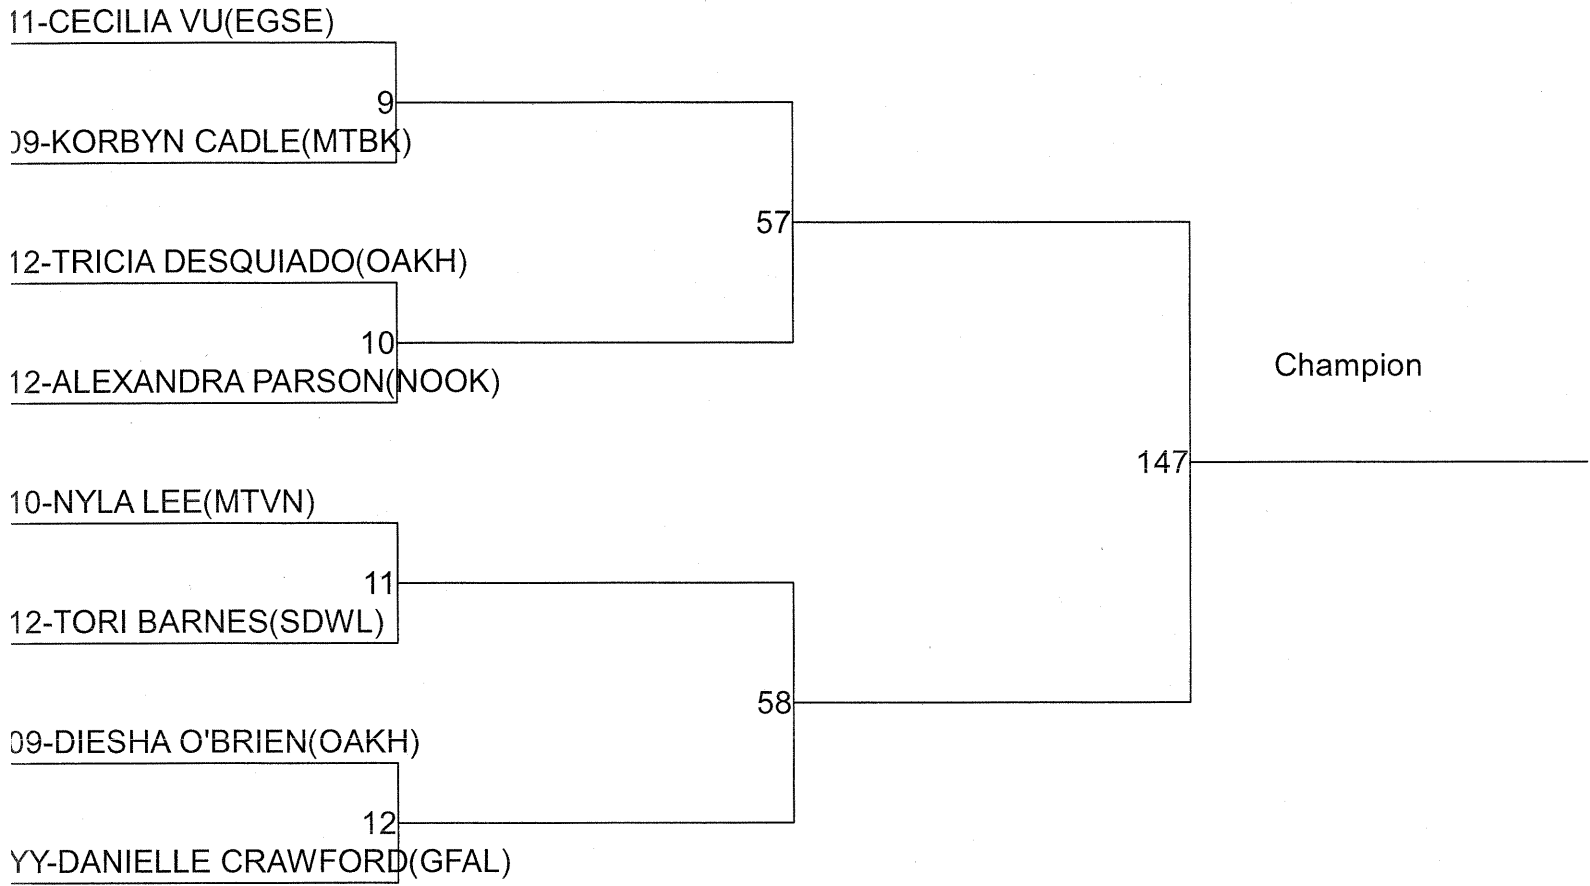 11-CECILIA VU(EGSE)
9
09-KORBYN CADLE(MTBK)
57
12-TRICIA DESQUIADO(OAKH)
10
Champion
12-ALEXANDRA PARSON(NOOK)
147
10-NYLA LEE(MTVN)
11
12-TORI BARNES(SDWL)
58
09-DIESHA O'BRIEN(OAKH)
12
YY-DANIELLE CRAWFORD(GFAL)